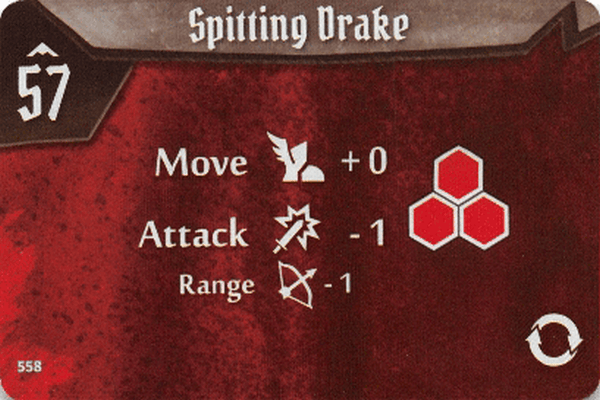 Spitting Drake
57
Move + 0
Attack - 1
Range - 1
558